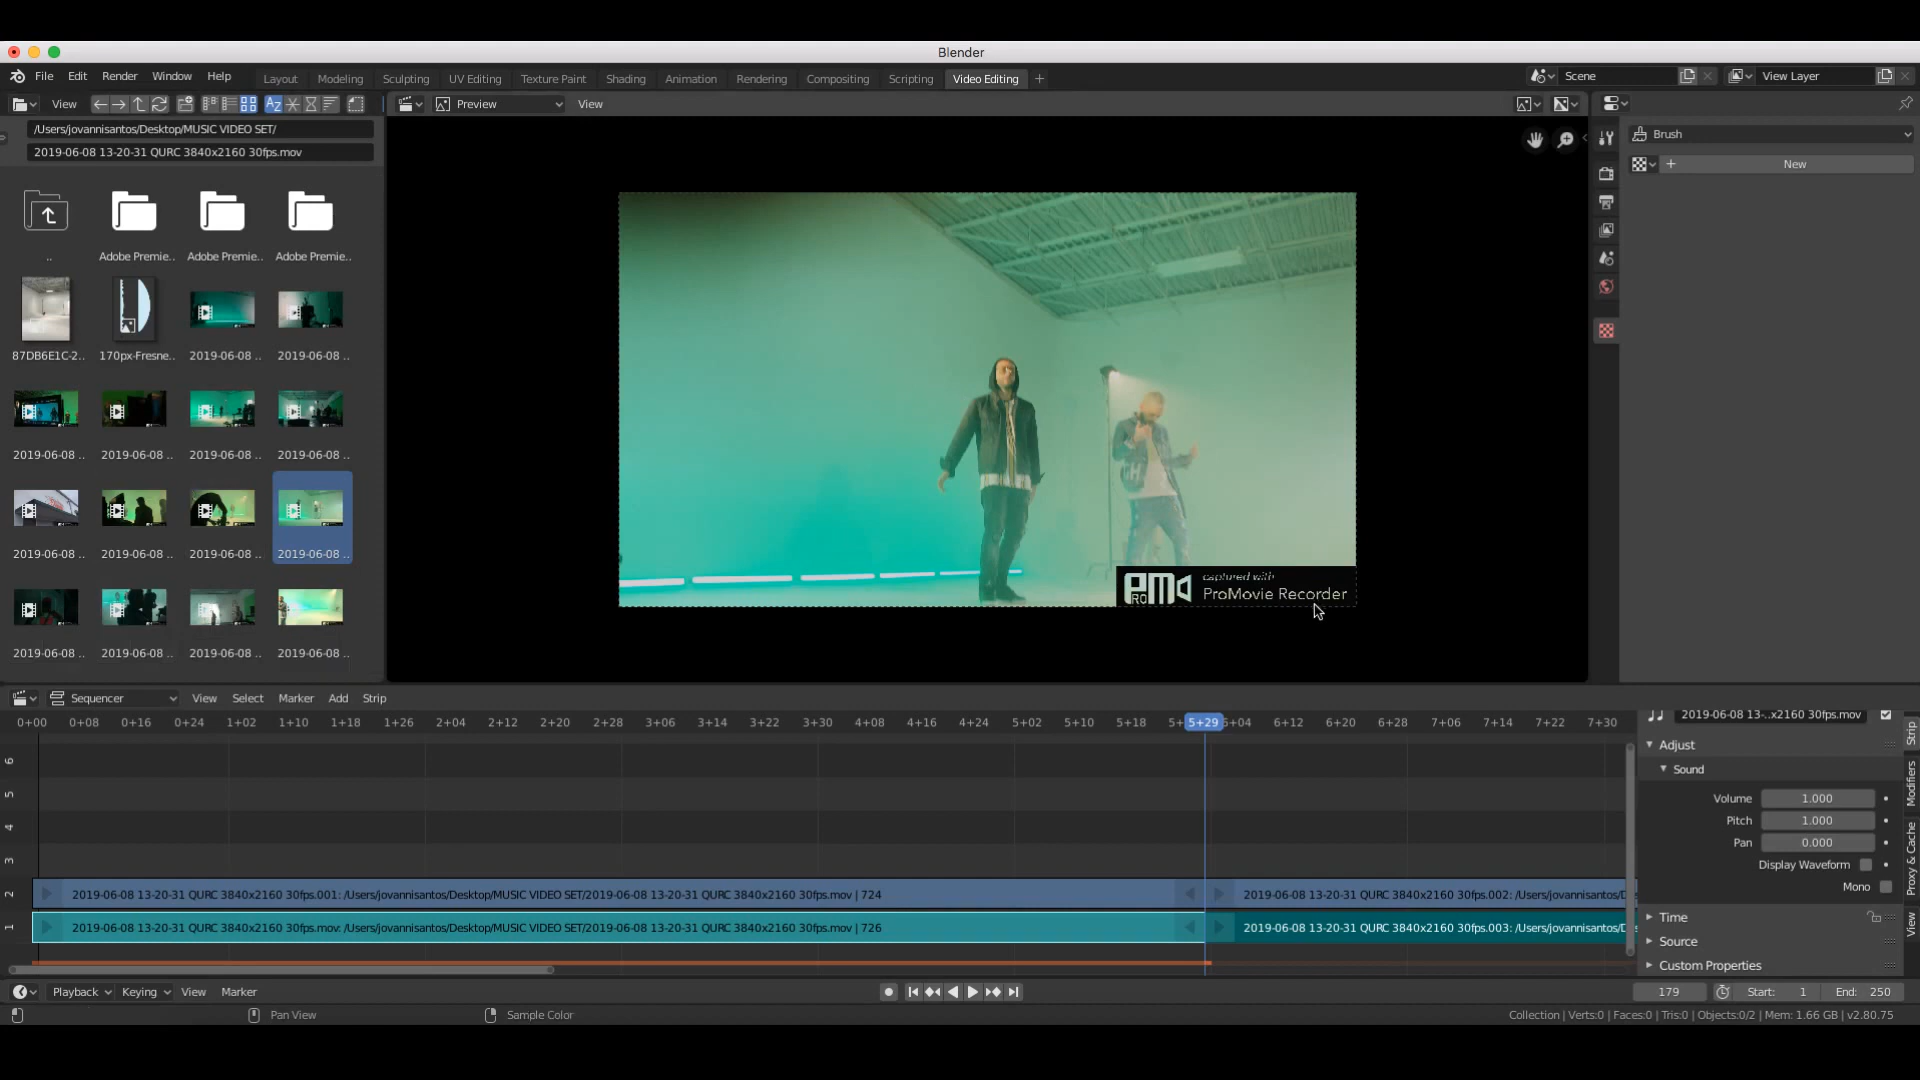 Blender
File Edit Render Window Help Layout Modeling Sculpting UV Editing Texture Paint Shading Animation Rendering Compositing Scripting Video Editing + Scene View Layer
View Preview View
/Users/jovannisantos/Desktop/MUSIC VIDEO SET/
2019-06-08 13-20-31 QURC 3840x2160 30fps.mov
Brush
New
.. Adobe Premie.. Adobe Premie.. Adobe Premie..
87DB6E1C-2.. 170px-Fresne.. 2019-06-08 .. 2019-06-08 ..
2019-06-08 .. 2019-06-08 .. 2019-06-08 .. 2019-06-08 ..
2019-06-08 .. 2019-06-08 .. 2019-06-08 .. 2019-06-08 ..
2019-06-08 .. 2019-06-08 .. 2019-06-08 .. 2019-06-08 ..
PRO captured with
ProMovie Recorder
Sequencer View Select Marker Add Strip
0+00 0+08 0+16 0+24 1+02 1+10 1+18 1+26 2+04 2+12 2+20 2+28 3+06 3+14 3+22 3+30 4+08 4+16 4+24 5+02 5+10 5+18 5+29 6+04 6+12 6+20 6+28 7+06 7+14 7+22 7+30
6
5
4
3
2 2019-06-08 13-20-31 QURC 3840x2160 30fps.001: /Users/jovannisantos/Desktop/MUSIC VIDEO SET/2019-06-08 13-20-31 QURC 3840x2160 30fps.mov | 724 2019-06-08 13-20-31 QURC 3840x2160 30fps.002: /Users/jovannisantos/D
1 2019-06-08 13-20-31 QURC 3840x2160 30fps.mov: /Users/jovannisantos/Desktop/MUSIC VIDEO SET/2019-06-08 13-20-31 QURC 3840x2160 30fps.mov | 726 2019-06-08 13-20-31 QURC 3840x2160 30fps.003: /Users/jovannisantos/D
2019-06-08 13-..x2160 30fps.mov
Adjust
Sound
Volume 1.000
Pitch 1.000
Pan 0.000
Display Waveform
Mono
Time
Source
Custom Properties
Strip
Modifiers
Proxy & Cache
View
Playback Keying View Marker 179 Start: 1 End: 250
Pan View Sample Color Collection | Verts:0 | Faces:0 | Tris:0 | Objects:0/2 | Mem: 1.66 GB | v2.80.75